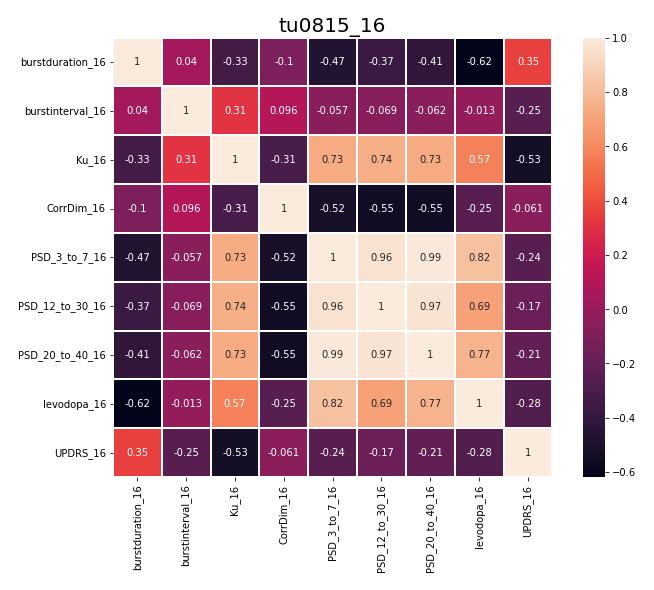 tu0815_16
burstduration_16 1 0.04 -0.33 -0.1 -0.47 -0.37 -0.41 -0.62 0.35
burstinterval_16 0.04 1 0.31 0.096 -0.057 -0.069 -0.062 -0.013 -0.25
Ku_16 -0.33 0.31 1 -0.31 0.73 0.74 0.73 0.57 -0.53
CorrDim_16 -0.1 0.096 -0.31 1 -0.52 -0.55 -0.55 -0.25 -0.061
PSD_3_to_7_16 -0.47 -0.057 0.73 -0.52 1 0.96 0.99 0.82 -0.24
PSD_12_to_30_16 -0.37 -0.069 0.74 -0.55 0.96 1 0.97 0.69 -0.17
PSD_20_to_40_16 -0.41 -0.062 0.73 -0.55 0.99 0.97 1 0.77 -0.21
levodopa_16 -0.62 -0.013 0.57 -0.25 0.82 0.69 0.77 1 -0.28
UPDRS_16 0.35 -0.25 -0.53 -0.061 -0.24 -0.17 -0.21 -0.28 1
burstduration_16
burstinterval_16
Ku_16
CorrDim_16
PSD_3_to_7_16
PSD_12_to_30_16
PSD_20_to_40_16
levodopa_16
UPDRS_16
1.0
0.8
0.6
0.4
0.2
0.0
−0.2
−0.4
−0.6